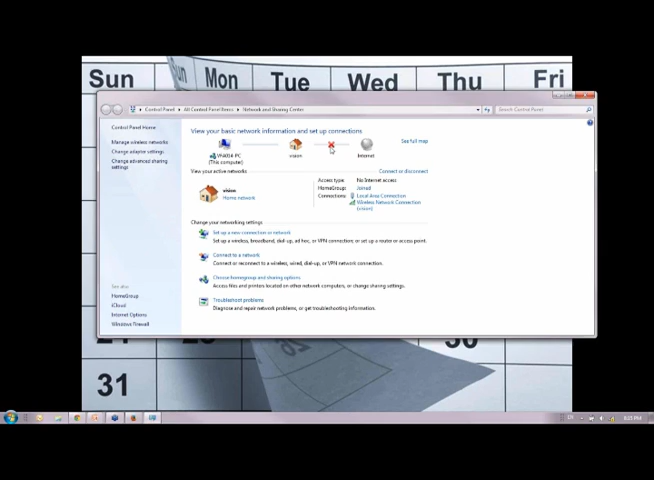 Sun
Sun
Mon
Tue
Wed
Thu
Fri
Control Panel
All Control Panel Items
Network and Sharing Center
Search Control Panel
Control Panel Home
Manage wireless networks
Change adapter settings
Change advanced sharing
settings
See also
HomeGroup
iCloud
Internet Options
Windows Firewall
View your basic network information and set up connections
See full map
(This computer)
vision
Internet
View your active networks
Connect or disconnect
vision
Home network
Access type:
No Internet access
HomeGroup:
Joined
Connections:
Local Area Connection
Wireless Network Connection
(vision)
Change your networking settings
Set up a new connection or network
Set up a wireless, broadband, dial-up, ad hoc, or VPN connection; or set up a router or access point.
Connect to a network
Connect or reconnect to a wireless, wired, dial-up, or VPN network connection.
Choose homegroup and sharing options
Access files and printers located on other network computers, or change sharing settings.
Troubleshoot problems
Diagnose and repair network problems, or get troubleshooting information.
30
31